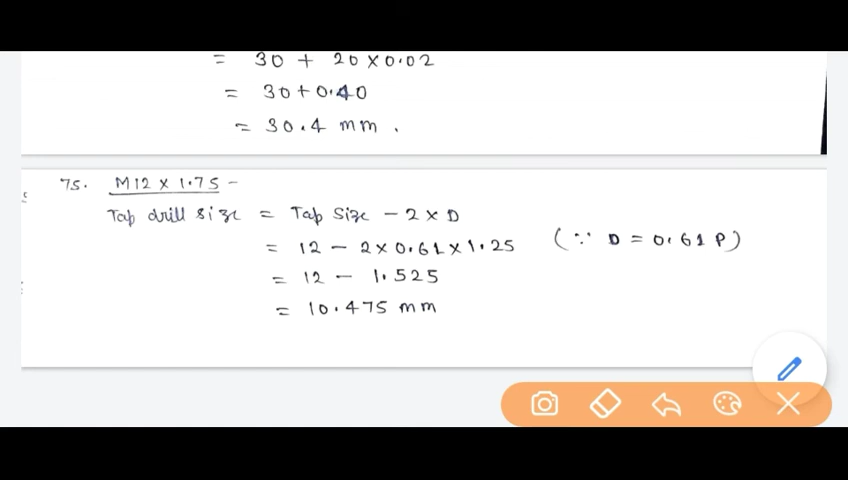 = 30 + 20 × 0.02
= 30 + 0.40
= 30.4 mm.
75. M12 × 1.75 -
Tap drill size = Tap size - 2 × D
= 12 - 2 × 0.61 × 1.25 (∵ D = 0.61 P)
= 12 - 1.525
= 10.475 mm